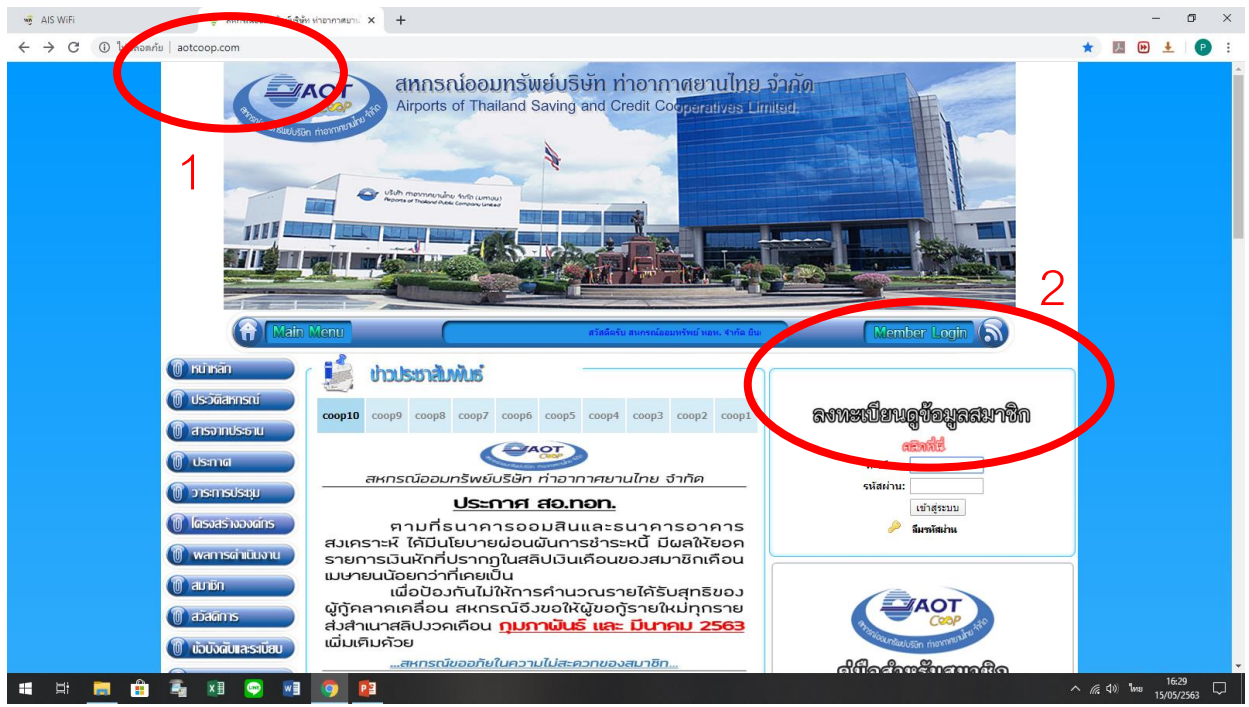 AIS WiFi
aotcoop.com
AOT
COOP
สหกรณ์ออมทรัพย์บริษัท ท่าอากาศยานไทย จำกัด
Airports of Thailand Saving and Credit Cooperatives Limited.
1
บริษัท ท่าอากาศยานไทย จำกัด (มหาชน)
Airports of Thailand Public Company Limited
2
Main Menu
สวัสดีครับ สหกรณ์ออมทรัพย์ ทอท. จำกัด ยิน
Member Login
หน้าหลัก
ประวัติสหกรณ์
สารจากประธาน
ประกาศ
วาระการประชุม
โครงสร้างองค์กร
ผลการดำเนินงาน
สมาชิก
สวัสดิการ
ข้อบังคับและระเบียบ
ข่าวประชาสัมพันธ์
coop10 coop9 coop8 coop7 coop6 coop5 coop4 coop3 coop2 coop1
AOT
COOP
สหกรณ์ออมทรัพย์บริษัท ท่าอากาศยานไทย จำกัด
ประกาศ สอ.ทอท.
ตามที่ธนาคารออมสินและธนาคารอาคาร
สงเคราะห์ ได้มีนโยบายผ่อนผันการชำระหนี้ มีผลให้ยอด
รายการเงินหักที่ปรากฏในสลิปเงินเดือนของสมาชิกเดือน
เมษายนน้อยกว่าที่เคยเป็น
เมื่อป้องกันไม่ให้การคำนวณรายได้รับสุทธิของ
ผู้กู้คลาดเคลื่อน สหกรณ์จึงขอให้ผู้ขอกู้รายใหม่ทุกราย
ส่งสำเนาสลิปงวดเดือน กุมภาพันธ์ และ มีนาคม 2563
เพิ่มเติมด้วย
...สหกรณ์ขออภัยในความไม่สะดวกของสมาชิก...
ลงทะเบียนดูข้อมูลสมาชิก
คลิกที่นี่
รหัสผ่าน:
เข้าสู่ระบบ
ลืมรหัสผ่าน
AOT
COOP
คู่มือสำหรับสมาชิก
ไทย
16:29
15/05/2563